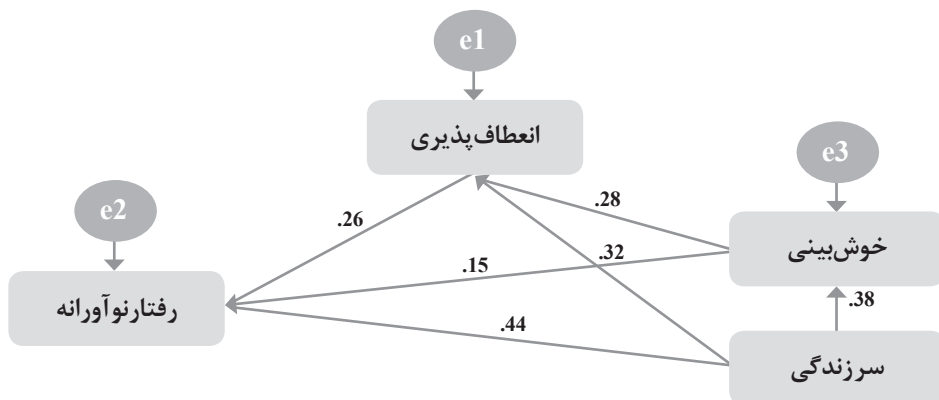 e1
انعطاف‌پذیری
e3
e2
.28
.26
خوش‌بینی
.32
.15
رفتارنوآورانه
.38
.44
سرزندگی